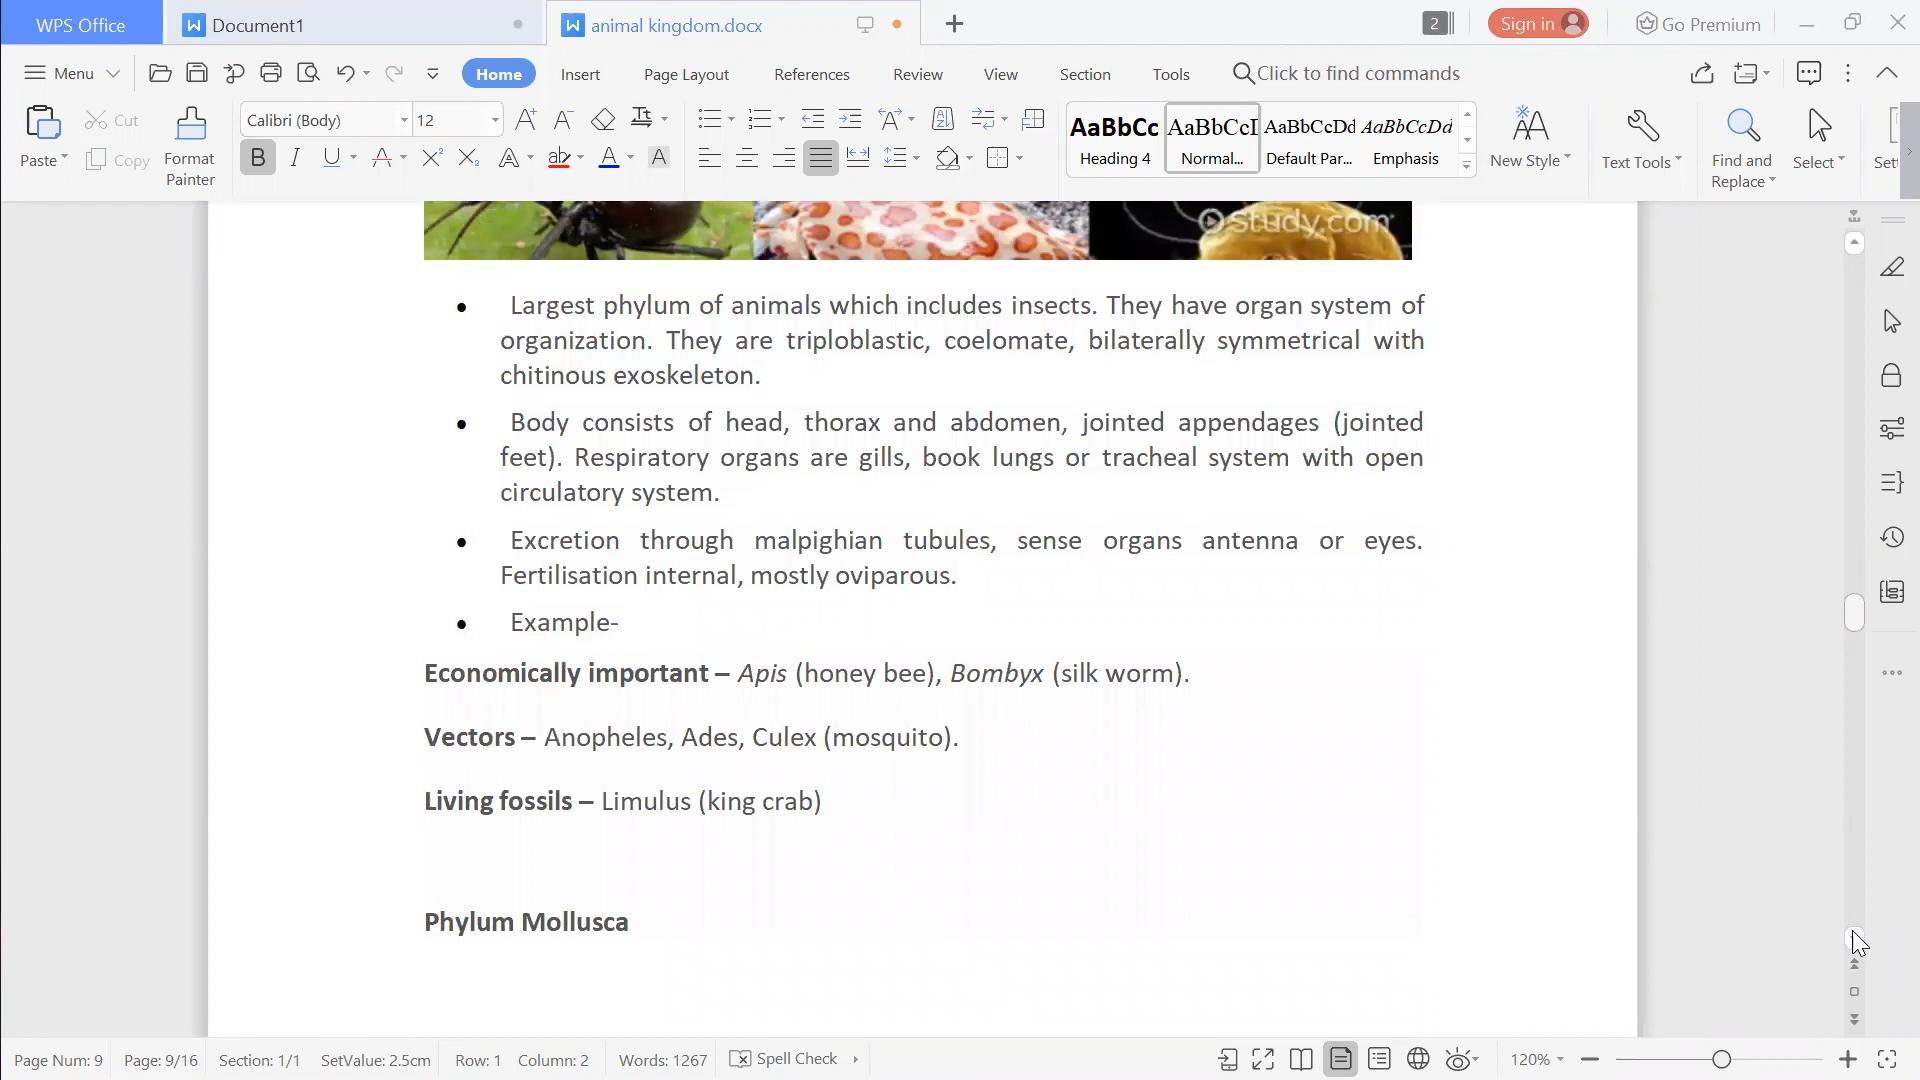 WPS Office
Document1
animal kingdom.docx
2
Sign in
Go Premium
Menu
Home
Insert
Page Layout
References
Review
View
Section
Tools
Click to find commands
Paste
Cut
Copy
Format
Painter
Calibri (Body)
12
AaBbCc
Heading 4
AaBbCcD
Normal...
AaBbCcDd
Default Par...
AaBbCcDd
Emphasis
New Style
Text Tools
Find and
Replace
Select
Set
Study.com
• Largest phylum of animals which includes insects. They have organ system of
organization. They are triploblastic, coelomate, bilaterally symmetrical with
chitinous exoskeleton.
• Body consists of head, thorax and abdomen, jointed appendages (jointed
feet). Respiratory organs are gills, book lungs or tracheal system with open
circulatory system.
• Excretion through malpighian tubules, sense organs antenna or eyes.
Fertilisation internal, mostly oviparous.
• Example-
Economically important – Apis (honey bee), Bombyx (silk worm).
Vectors – Anopheles, Ades, Culex (mosquito).
Living fossils – Limulus (king crab)
Phylum Mollusca
Page Num: 9
Page: 9/16
Section: 1/1
SetValue: 2.5cm
Row: 1
Column: 2
Words: 1267
Spell Check
120%